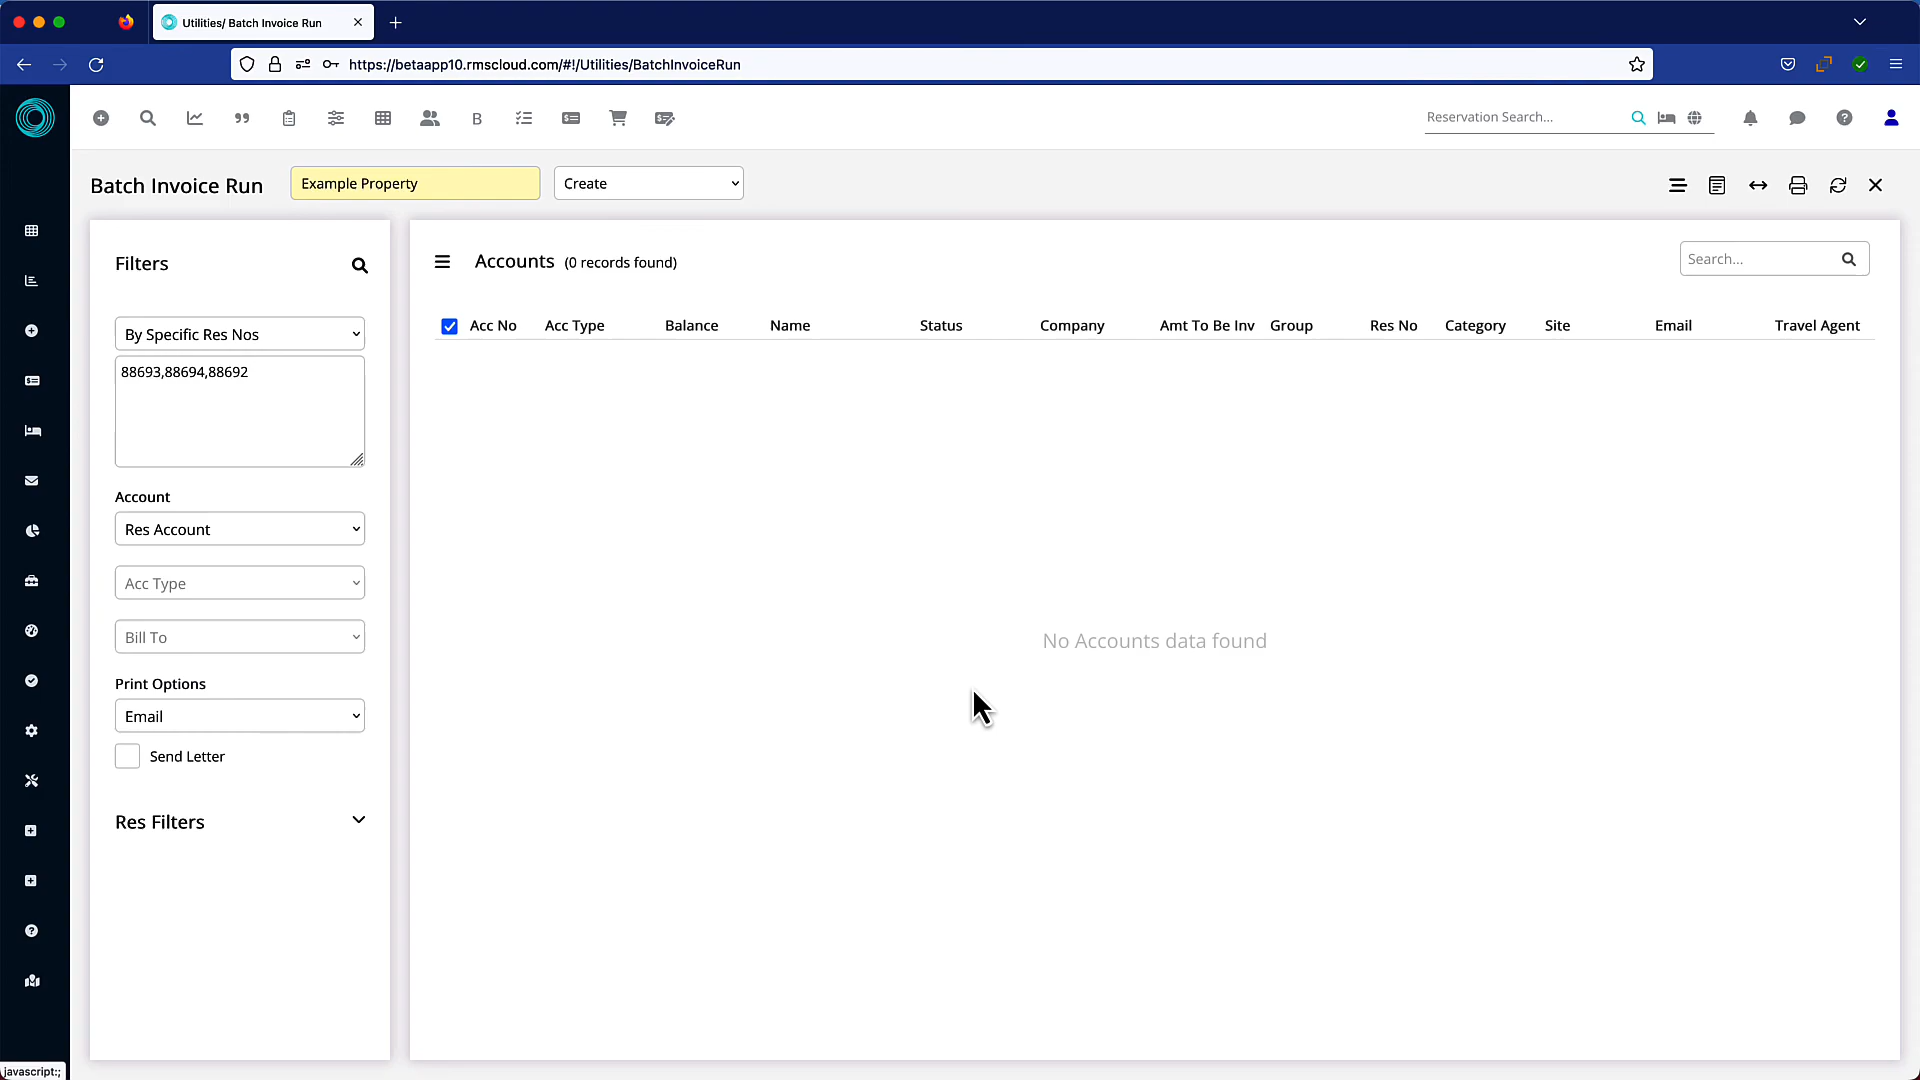 Utilities/ Batch Invoice Run
https://betaapp10.rmscloud.com/#!/Utilities/BatchInvoiceRun
B
Reservation Search...
Batch Invoice Run
Example Property
Create
Filters
By Specific Res Nos
88693,88694,88692
Account
Res Account
Acc Type
Bill To
Print Options
Email
Send Letter
Res Filters
Accounts (0 records found)
Search...
Acc No Acc Type Balance Name Status Company Amt To Be Inv Group Res No Category Site Email Travel Agent
No Accounts data found
javascript:;